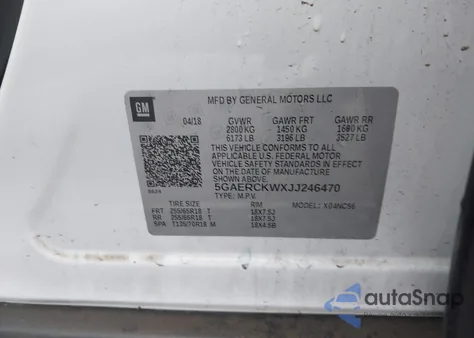 GM
MFD BY GENERAL MOTORS LLC
04/18 GVWR GAWR FRT GAWR RR
2800 KG 1450 KG 1600 KG
6173 LB 3196 LB 3527 LB
THIS VEHICLE CONFORMS TO ALL
APPLICABLE U.S. FEDERAL MOTOR
VEHICLE SAFETY STANDARDS IN
EFFECT ON THE DATE OF
MANUFACTURE SHOWN ABOVE.
5GAERCKWXJJ246470
TYPE: M.P.V.
MODEL: X04NC56
TIRE SIZE RIM
FRT 255/65R18 T 18X7.5J
RR 255/65R18 T 18X7.5J
SPA T135/70R18 M 18X4.5B
autoSnap